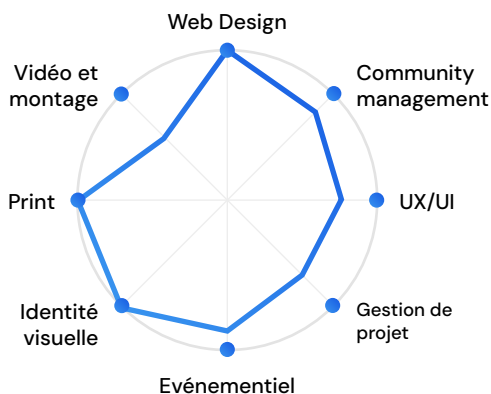 Web Design
Vidéo et
montage
Community
management
Print
UX/UI
Identité
visuelle
Gestion de
projet
Evénementiel